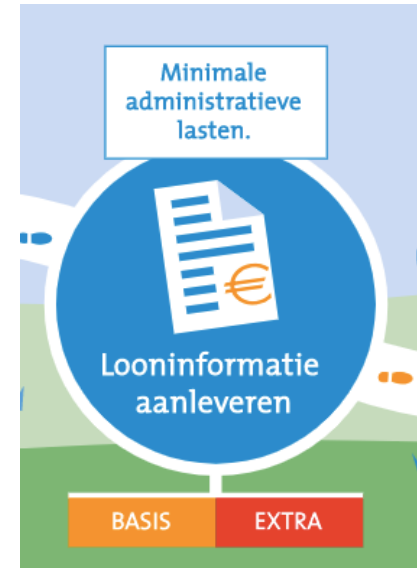 Minimale
administratieve
lasten.
€
Looninformatie
aanleveren
BASIS EXTRA